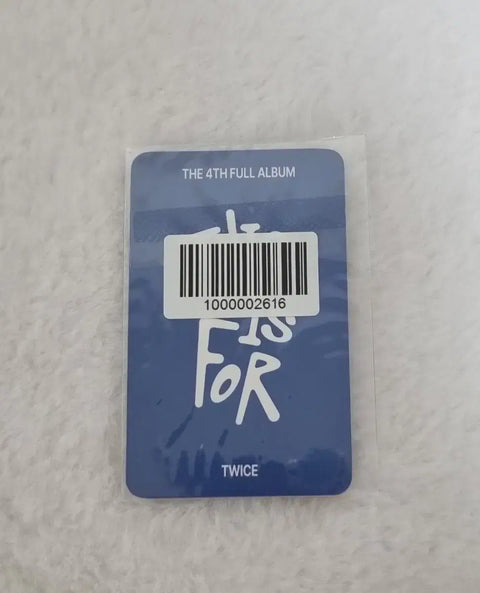 THE 4TH FULL ALBUM
1000002616
IS
FOR
TWICE